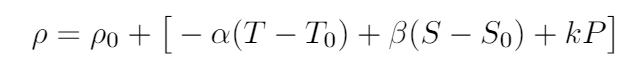 ρ = ρ₀ + [ − α(T − T₀) + β(S − S₀) + kP ]